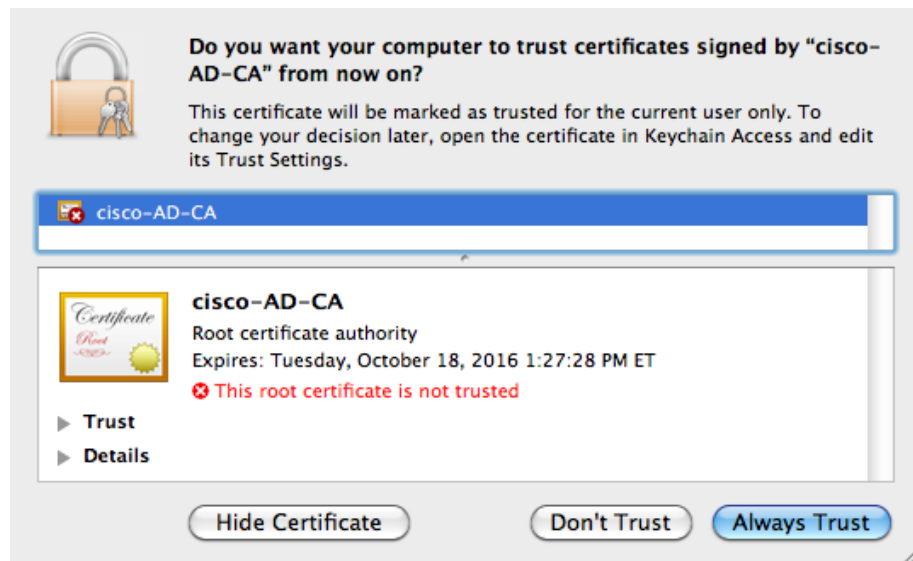 Do you want your computer to trust certificates signed by “cisco-
AD-CA” from now on?
This certificate will be marked as trusted for the current user only. To
change your decision later, open the certificate in Keychain Access and edit
its Trust Settings.
cisco-AD-CA
Certificate
Root
cisco-AD-CA
Root certificate authority
Expires: Tuesday, October 18, 2016 1:27:28 PM ET
This root certificate is not trusted
Trust
Details
Hide Certificate
Don't Trust
Always Trust